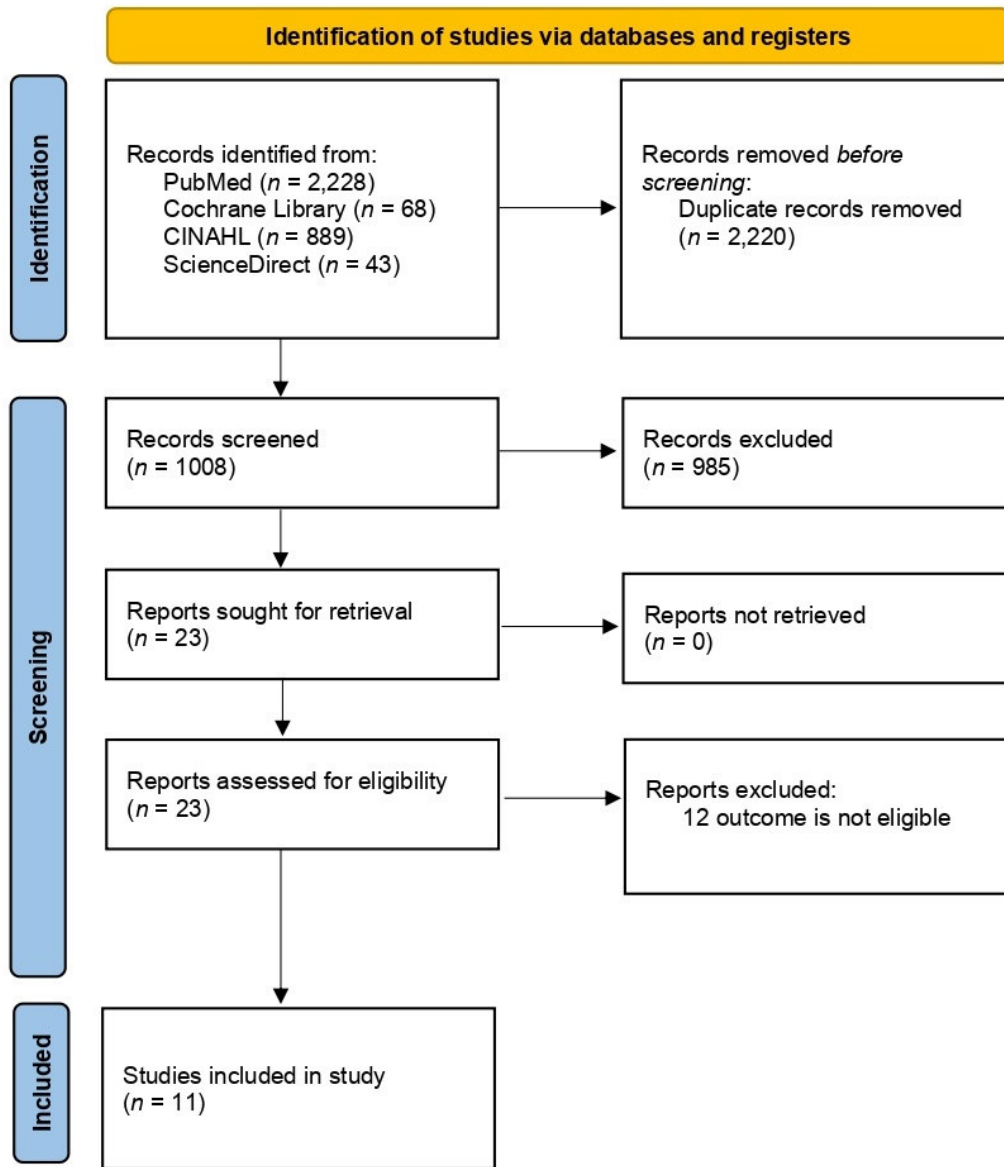 Identification of studies via databases and registers
Identification
Records identified from:
PubMed (n = 2,228)
Cochrane Library (n = 68)
CINAHL (n = 889)
ScienceDirect (n = 43)
Records removed before
screening:
Duplicate records removed
(n = 2,220)
Screening
Records screened
(n = 1008)
Records excluded
(n = 985)
Reports sought for retrieval
(n = 23)
Reports not retrieved
(n = 0)
Reports assessed for eligibility
(n = 23)
Reports excluded:
12 outcome is not eligible
Included
Studies included in study
(n = 11)